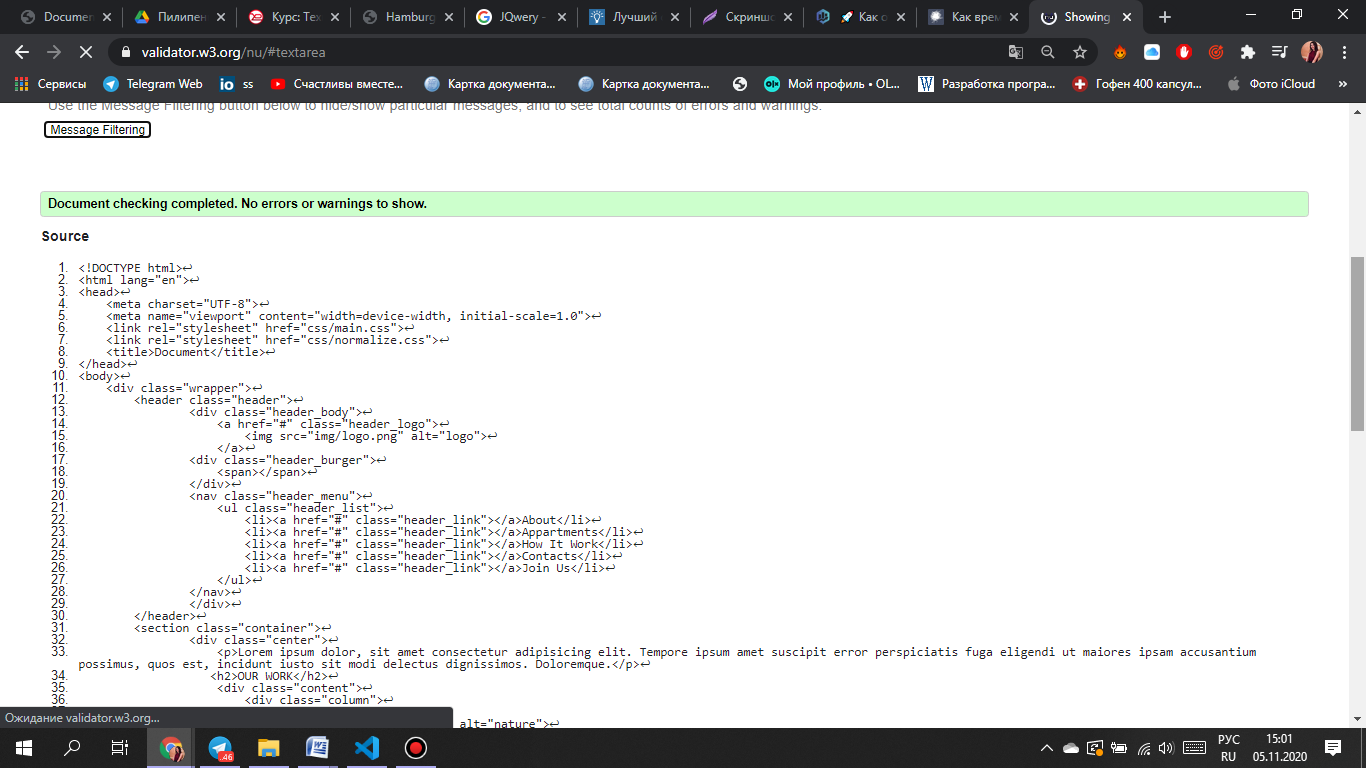 Documen
Пилипен
Курс: Тех
Hamburg
JQwery -
Лучший
Скриншо
Как о
Как врем
Showing
validator.w3.org/nu/#textarea
Сервисы
Telegram Web
ss
Счастливы вместе...
Картка документа...
Картка документа...
Мой профиль • OL...
Разработка програ...
Гофен 400 капсул...
Фото iCloud
»
Use the Message Filtering button below to hide/show particular messages, and to see total counts of errors and warnings.
Message Filtering
Document checking completed. No errors or warnings to show.
Source
1. <!DOCTYPE html>↩
2. <html lang="en">↩
3. <head>↩
4. <meta charset="UTF-8">↩
5. <meta name="viewport" content="width=device-width, initial-scale=1.0">↩
6. <link rel="stylesheet" href="css/main.css">↩
7. <link rel="stylesheet" href="css/normalize.css">↩
8. <title>Document</title>↩
9. </head>↩
10. <body>↩
11. <div class="wrapper">↩
12. <header class="header">↩
13. <div class="header_body">↩
14. <a href="#" class="header_logo">↩
15. <img src="img/logo.png" alt="logo">↩
16. </a>↩
17. <div class="header_burger">↩
18. <span></span>↩
19. </div>↩
20. <nav class="header_menu">↩
21. <ul class="header_list">↩
22. <li><a href="#" class="header_link"></a>About</li>↩
23. <li><a href="#" class="header_link"></a>Appartments</li>↩
24. <li><a href="#" class="header_link"></a>How It Work</li>↩
25. <li><a href="#" class="header_link"></a>Contacts</li>↩
26. <li><a href="#" class="header_link"></a>Join Us</li>↩
27. </ul>↩
28. </nav>↩
29. </div>↩
30. </header>↩
31. <section class="container">↩
32. <div class="center">↩
33. <p>Lorem ipsum dolor, sit amet consectetur adipisicing elit. Tempore ipsum amet suscipit error perspiciatis fuga eligendi ut maiores ipsam accusantium
possimus, quos est, incidunt iusto sit modi delectus dignissimos. Doloremque.</p>↩
34. <h2>OUR WORK</h2>↩
35. <div class="content">↩
36. <div class="column">↩
alt="nature">↩
Ожидание validator.w3.org...
46
РУС
RU
15:01
05.11.2020